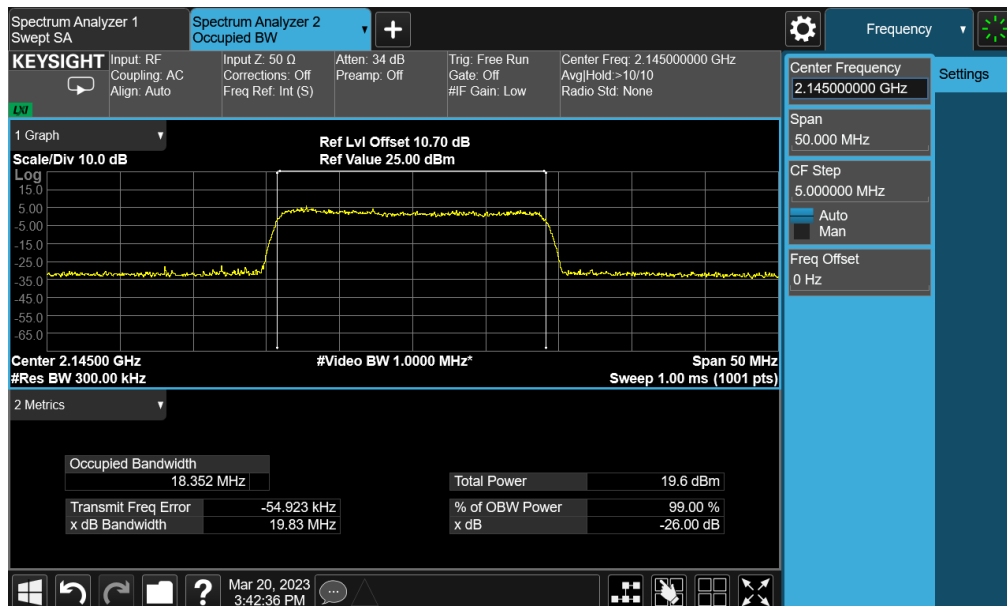 Spectrum Analyzer 1
Swept SA
Spectrum Analyzer 2
Occupied BW
+
Frequency
KEYSIGHT
LXI
Input: RF
Coupling: AC
Align: Auto
Input Z: 50 Ω
Corrections: Off
Freq Ref: Int (S)
Atten: 34 dB
Preamp: Off
Trig: Free Run
Gate: Off
#IF Gain: Low
Center Freq: 2.145000000 GHz
Avg|Hold:>10/10
Radio Std: None
Center Frequency
2.145000000 GHz
Settings
Span
50.000 MHz
CF Step
5.000000 MHz
Auto
Man
Freq Offset
0 Hz
1 Graph
Scale/Div 10.0 dB
Ref Lvl Offset 10.70 dB
Ref Value 25.00 dBm
Log
15.0
5.00
-5.00
-15.0
-25.0
-35.0
-45.0
-55.0
-65.0
Center 2.14500 GHz
#Video BW 1.0000 MHz*
Span 50 MHz
#Res BW 300.00 kHz
Sweep 1.00 ms (1001 pts)
2 Metrics
Occupied Bandwidth
18.352 MHz
Total Power 19.6 dBm
Transmit Freq Error -54.923 kHz
% of OBW Power 99.00 %
x dB Bandwidth 19.83 MHz
x dB -26.00 dB
?
Mar 20, 2023
3:42:36 PM